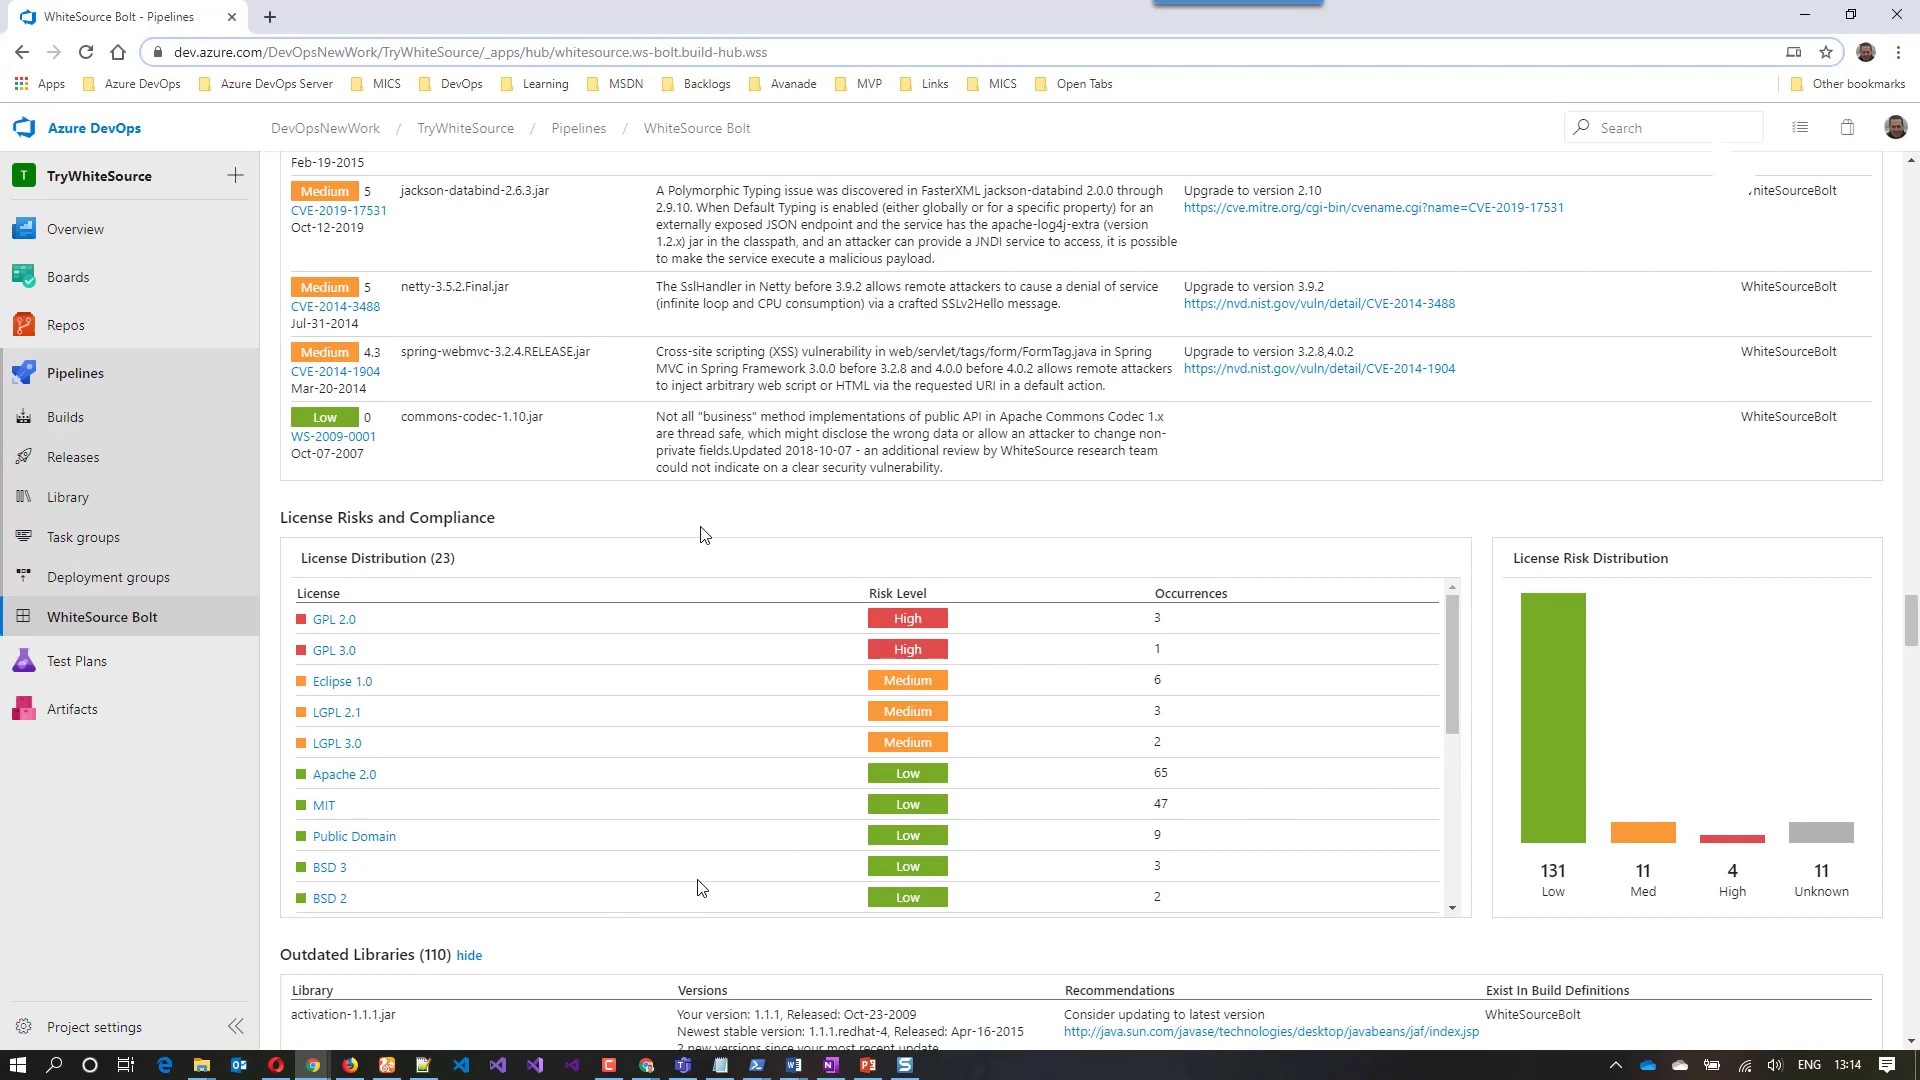 WhiteSource Bolt - Pipelines
dev.azure.com/DevOpsNewWork/TryWhiteSource/_apps/hub/whitesource.ws-bolt.build-hub.wss
Apps
Azure DevOps
Azure DevOps Server
MICS
DevOps
Learning
MSDN
Backlogs
Avanade
MVP
Links
MICS
Open Tabs
Other bookmarks
Azure DevOps
DevOpsNewWork / TryWhiteSource / Pipelines / WhiteSource Bolt
Search
T
TryWhiteSource
Overview
Boards
Repos
Pipelines
Builds
Releases
Library
Task groups
Deployment groups
WhiteSource Bolt
Test Plans
Artifacts
Project settings
Feb-19-2015
Medium 5
CVE-2019-17531
Oct-12-2019
jackson-databind-2.6.3.jar
A Polymorphic Typing issue was discovered in FasterXML jackson-databind 2.0.0 through
2.9.10. When Default Typing is enabled (either globally or for a specific property) for an
externally exposed JSON endpoint and the service has the apache-log4j-extra (version
1.2.x) jar in the classpath, and an attacker can provide a JNDI service to access, it is possible
to make the service execute a malicious payload.
Upgrade to version 2.10
https://cve.mitre.org/cgi-bin/cvename.cgi?name=CVE-2019-17531
niteSourceBolt
Medium 5
CVE-2014-3488
Jul-31-2014
netty-3.5.2.Final.jar
The SslHandler in Netty before 3.9.2 allows remote attackers to cause a denial of service
(infinite loop and CPU consumption) via a crafted SSLv2Hello message.
Upgrade to version 3.9.2
https://nvd.nist.gov/vuln/detail/CVE-2014-3488
WhiteSourceBolt
Medium 4.3
CVE-2014-1904
Mar-20-2014
spring-webmvc-3.2.4.RELEASE.jar
Cross-site scripting (XSS) vulnerability in web/servlet/tags/form/FormTag.java in Spring
MVC in Spring Framework 3.0.0 before 3.2.8 and 4.0.0 before 4.0.2 allows remote attackers
to inject arbitrary web script or HTML via the requested URI in a default action.
Upgrade to version 3.2.8,4.0.2
https://nvd.nist.gov/vuln/detail/CVE-2014-1904
WhiteSourceBolt
Low 0
WS-2009-0001
Oct-07-2007
commons-codec-1.10.jar
Not all "business" method implementations of public API in Apache Commons Codec 1.x
are thread safe, which might disclose the wrong data or allow an attacker to change non-
private fields.Updated 2018-10-07 - an additional review by WhiteSource research team
could not indicate on a clear security vulnerability.
WhiteSourceBolt
License Risks and Compliance
License Distribution (23)
License Risk Level Occurrences
GPL 2.0 High 3
GPL 3.0 High 1
Eclipse 1.0 Medium 6
LGPL 2.1 Medium 3
LGPL 3.0 Medium 2
Apache 2.0 Low 65
MIT Low 47
Public Domain Low 9
BSD 3 Low 3
BSD 2 Low 2
License Risk Distribution
131 11 4 11
Low Med High Unknown
Outdated Libraries (110) hide
Library Versions Recommendations Exist In Build Definitions
activation-1.1.1.jar
Your version: 1.1.1, Released: Oct-23-2009
Newest stable version: 1.1.1.redhat-4, Released: Apr-16-2015
2 new versions since your most recent update
Consider updating to latest version
http://java.sun.com/javase/technologies/desktop/javabeans/jaf/index.jsp
WhiteSourceBolt
ENG 13:14